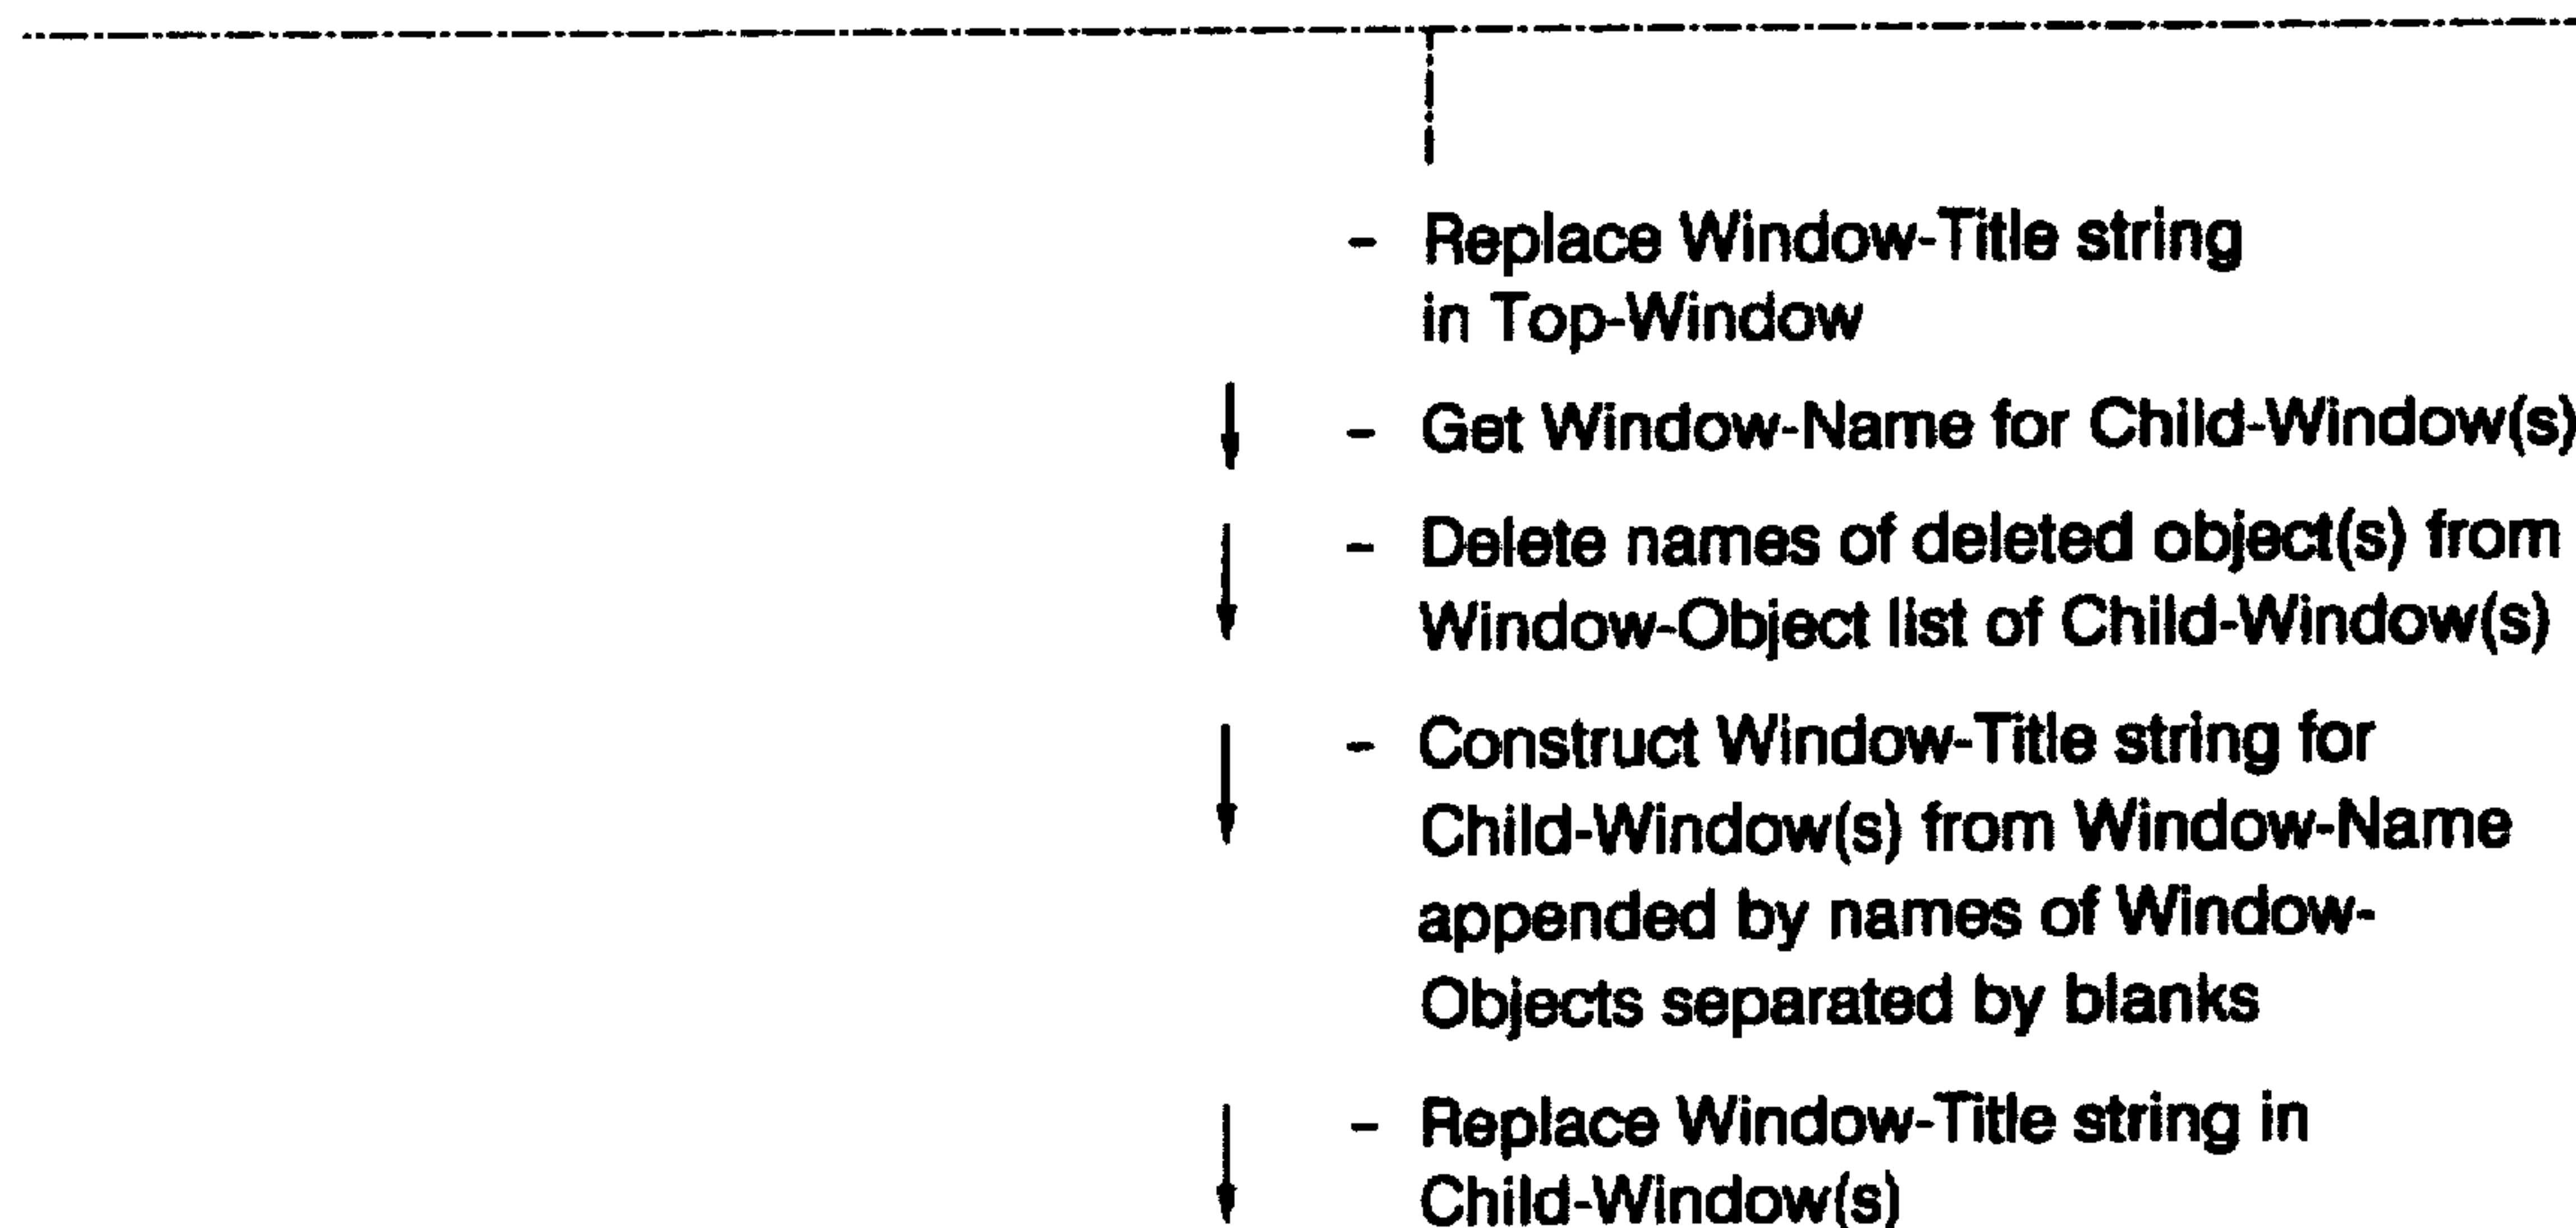 - Replace Window-Title string
in Top-Window
- Get Window-Name for Child-Window(s)
- Delete names of deleted object(s) from
Window-Object list of Child-Window(s)
- Construct Window-Title string for
Child-Window(s) from Window-Name
appended by names of Window-
Objects separated by blanks
- Replace Window-Title string in
Child-Window(s)